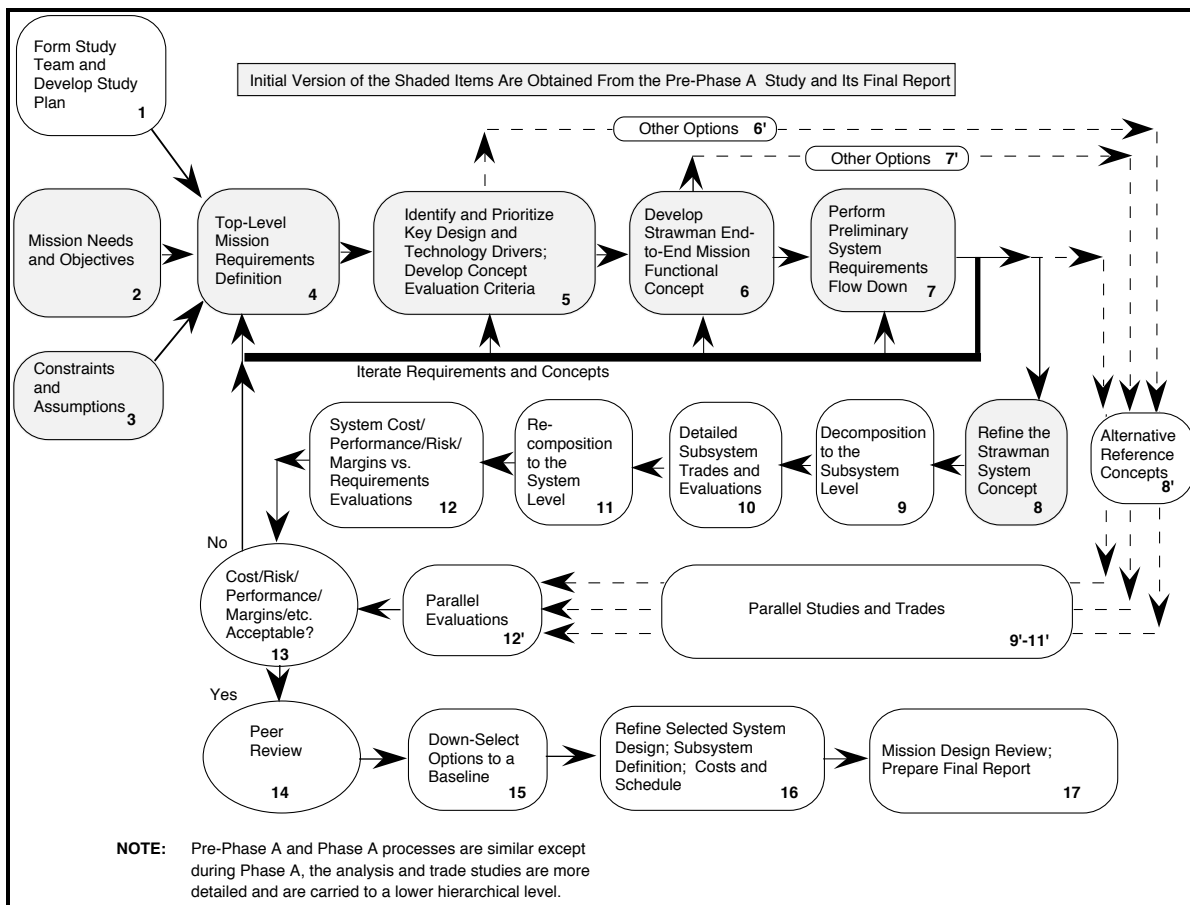 Form Study
Team and
Develop Study
Plan
1
Initial Version of the Shaded Items Are Obtained From the Pre-Phase A Study and Its Final Report
Other Options 6'
Other Options 7'
Mission Needs
and Objectives
2
Top-Level
Mission
Requirements
Definition
4
Identify and Prioritize
Key Design and
Technology Drivers;
Develop Concept
Evaluation Criteria
5
Develop
Strawman End-
to-End Mission
Functional
Concept
6
Perform
Preliminary
System
Requirements
Flow Down
7
Constraints
and
Assumptions
3
Iterate Requirements and Concepts
System Cost/
Performance/Risk/
Margins vs.
Requirements
Evaluations
12
Re-
composition
to the
System
Level
11
Detailed
Subsystem
Trades and
Evaluations
10
Decomposition
to the
Subsystem
Level
9
Refine the
Strawman
System
Concept
8
Alternative
Reference
Concepts
8'
No
Cost/Risk/
Performance/
Margins/etc.
Acceptable?
13
Parallel
Evaluations
12'
Parallel Studies and Trades
9'-11'
Yes
Peer
Review
14
Down-Select
Options to a
Baseline
15
Refine Selected System
Design; Subsystem
Definition; Costs and
Schedule
16
Mission Design Review;
Prepare Final Report
17
NOTE: Pre-Phase A and Phase A processes are similar except
during Phase A, the analysis and trade studies are more
detailed and are carried to a lower hierarchical level.